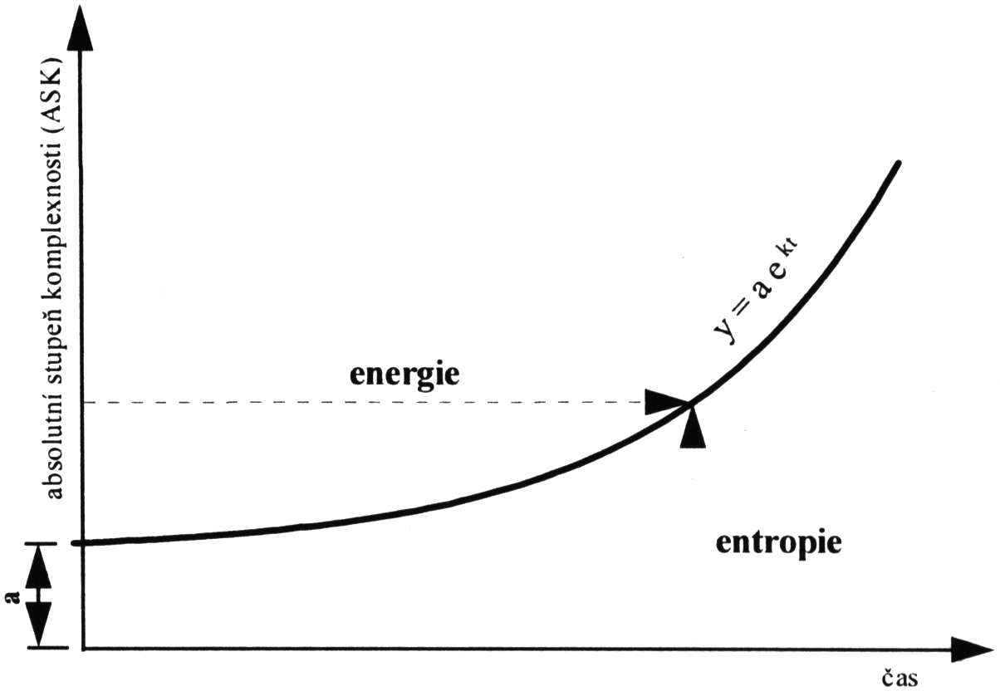 absolutní stupeň komplexnosti (ASK)
y = a e^kt
energie
entropie
a
čas